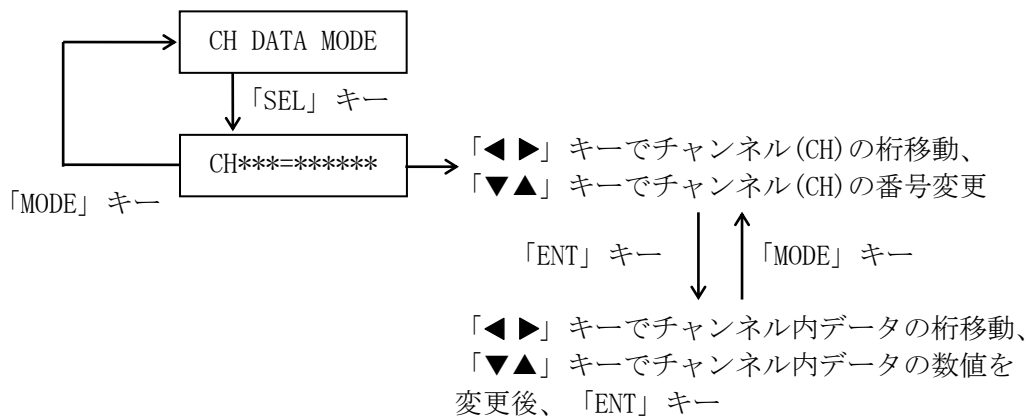 CH DATA MODE
「SEL」キー
CH***=******
「MODE」キー
「◀ ▶」キーでチャンネル(CH)の桁移動、
「▼▲」キーでチャンネル(CH)の番号変更
「ENT」キー
「MODE」キー
「◀ ▶」キーでチャンネル内データの桁移動、
「▼▲」キーでチャンネル内データの数値を
変更後、「ENT」キー